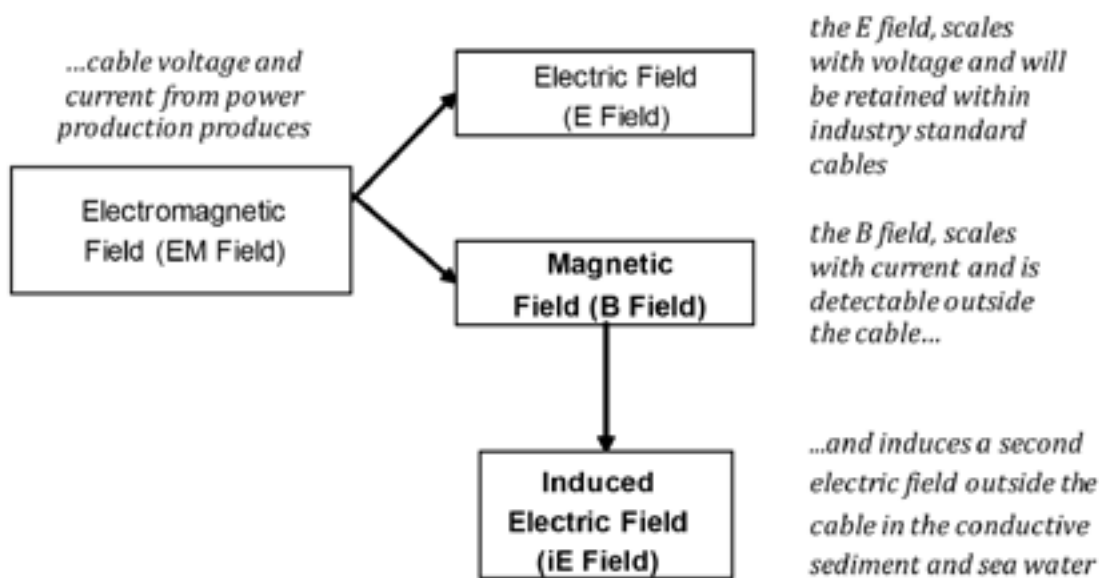 ...cable voltage and
current from power
production produces
Electromagnetic
Field (EM Field)
Electric Field
(E Field)
the E field, scales
with voltage and will
be retained within
industry standard
cables
Magnetic
Field (B Field)
the B field, scales
with current and is
detectable outside
the cable...
Induced
Electric Field
(iE Field)
...and induces a second
electric field outside the
cable in the conductive
sediment and sea water